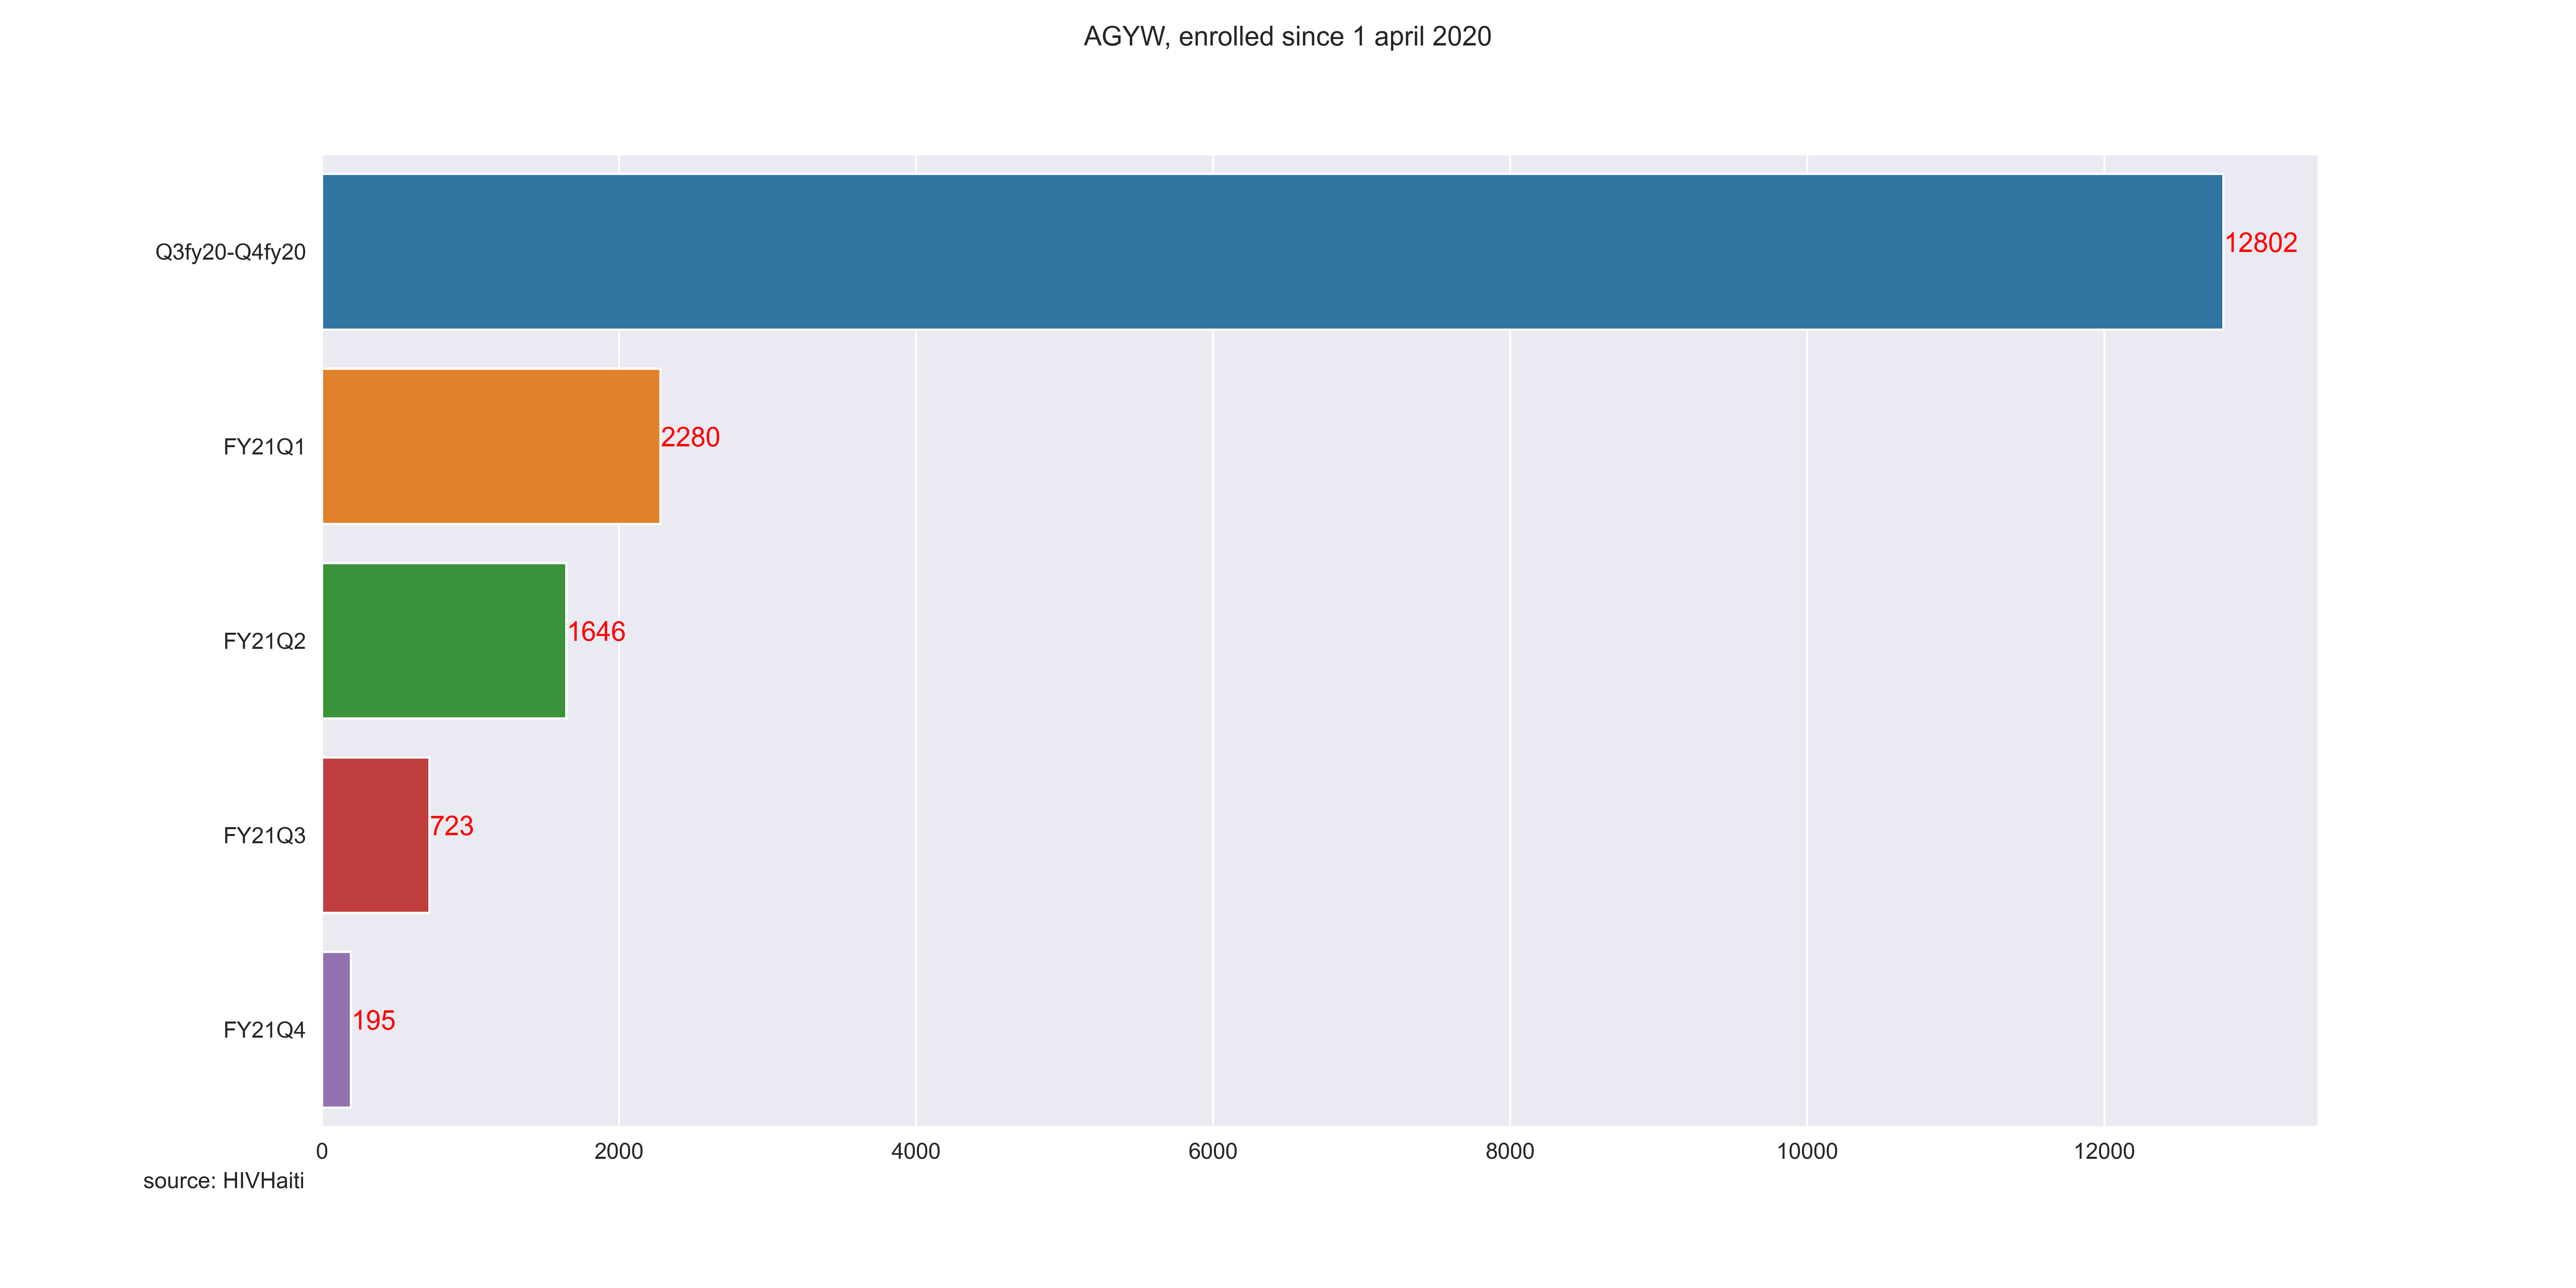 AGYW, enrolled since 1 april 2020
Q3fy20-Q4fy20
12802
FY21Q1
2280
FY21Q2
1646
FY21Q3
723
FY21Q4
195
0 2000 4000 6000 8000 10000 12000
source: HIVHaiti